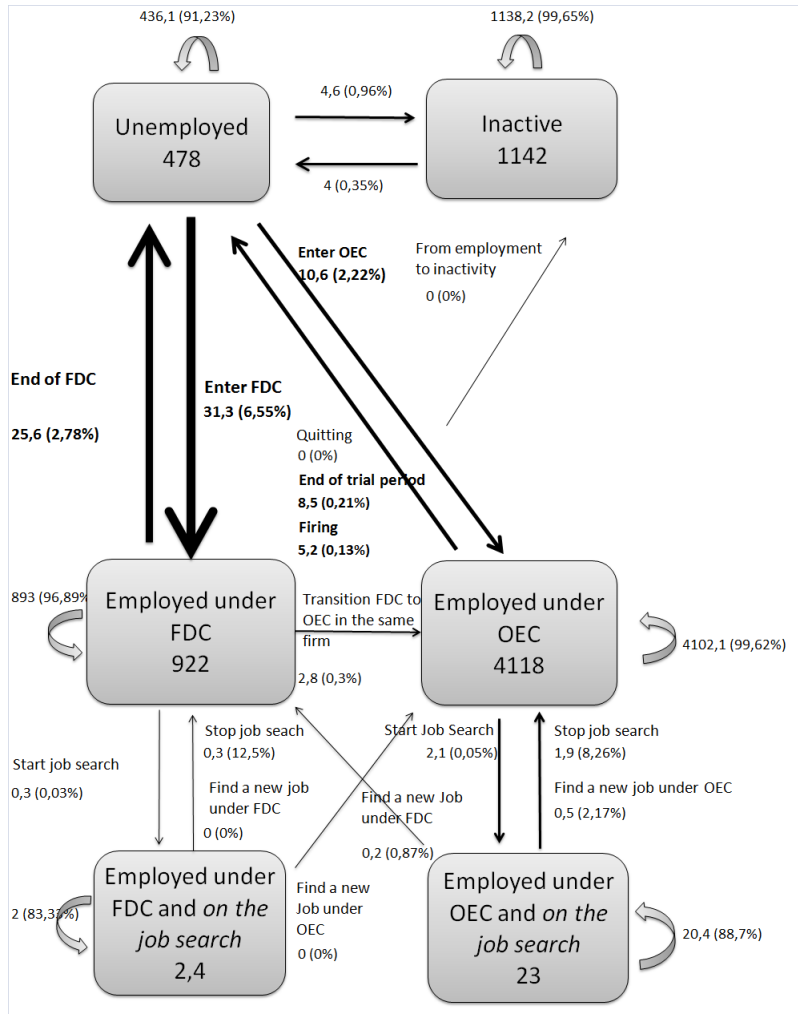 436,1 (91,23%)
1138,2 (99,65%)
Unemployed
478
4,6 (0,96%)
4 (0,35%)
Inactive
1142
Enter OEC
10,6 (2,22%)
From employment
to inactivity
0 (0%)
End of FDC
25,6 (2,78%)
Enter FDC
31,3 (6,55%)
Quitting
0 (0%)
End of trial period
8,5 (0,21%)
Firing
5,2 (0,13%)
893 (96,89%
Employed under
FDC
922
Transition FDC to
OEC in the same
firm
2,8 (0,3%)
Employed under
OEC
4118
4102,1 (99,62%)
Start job search
0,3 (0,03%)
Stop job seach
0,3 (12,5%)
Find a new job
under FDC
0 (0%)
Start Job Search
2,1 (0,05%)
Find a new Job
under FDC
0,2 (0,87%)
Stop job search
1,9 (8,26%)
Find a new job under OEC
0,5 (2,17%)
2 (83,33%)
Employed under
FDC and on the
job search
2,4
Find a new
Job under
OEC
0 (0%)
Employed under
OEC and on the
job search
23
20,4 (88,7%)